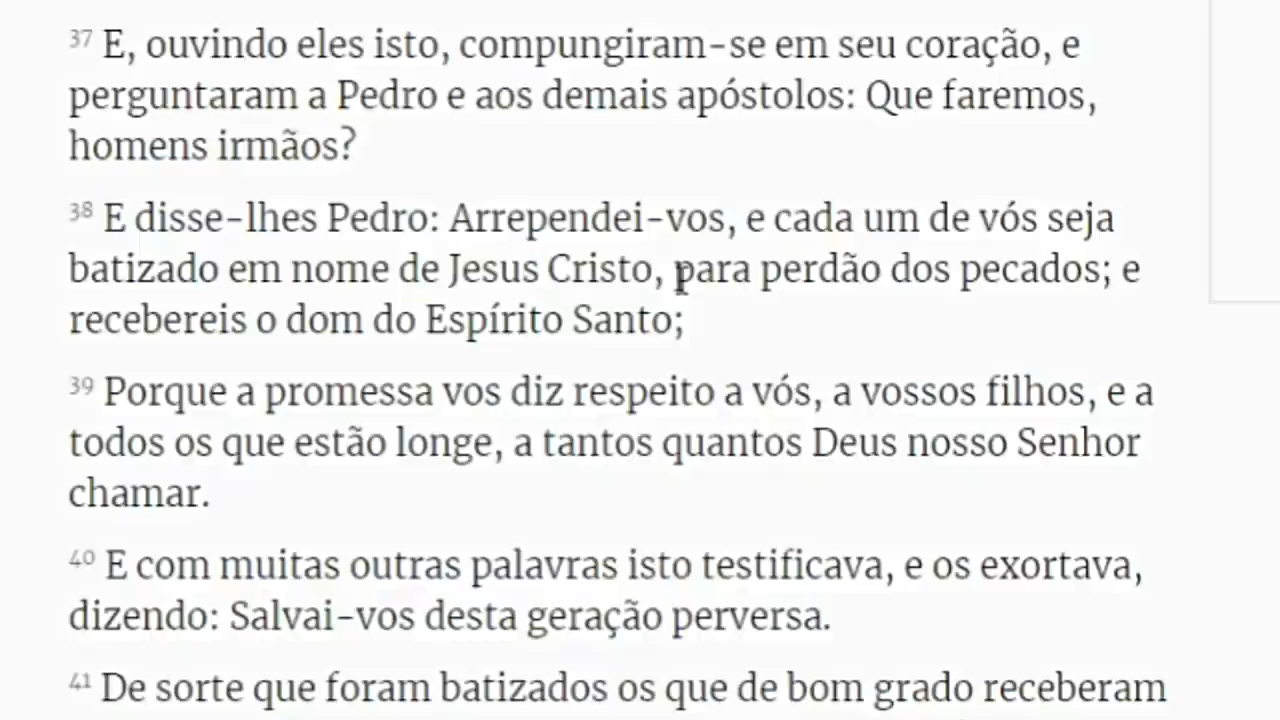 37 E, ouvindo eles isto, compungiram-se em seu coração, e
perguntaram a Pedro e aos demais apóstolos: Que faremos,
homens irmãos?
38 E disse-lhes Pedro: Arrependei-vos, e cada um de vós seja
batizado em nome de Jesus Cristo, para perdão dos pecados; e
recebereis o dom do Espírito Santo;
39 Porque a promessa vos diz respeito a vós, a vossos filhos, e a
todos os que estão longe, a tantos quantos Deus nosso Senhor
chamar.
40 E com muitas outras palavras isto testificava, e os exortava,
dizendo: Salvai-vos desta geração perversa.
41 De sorte que foram batizados os que de bom grado receberam